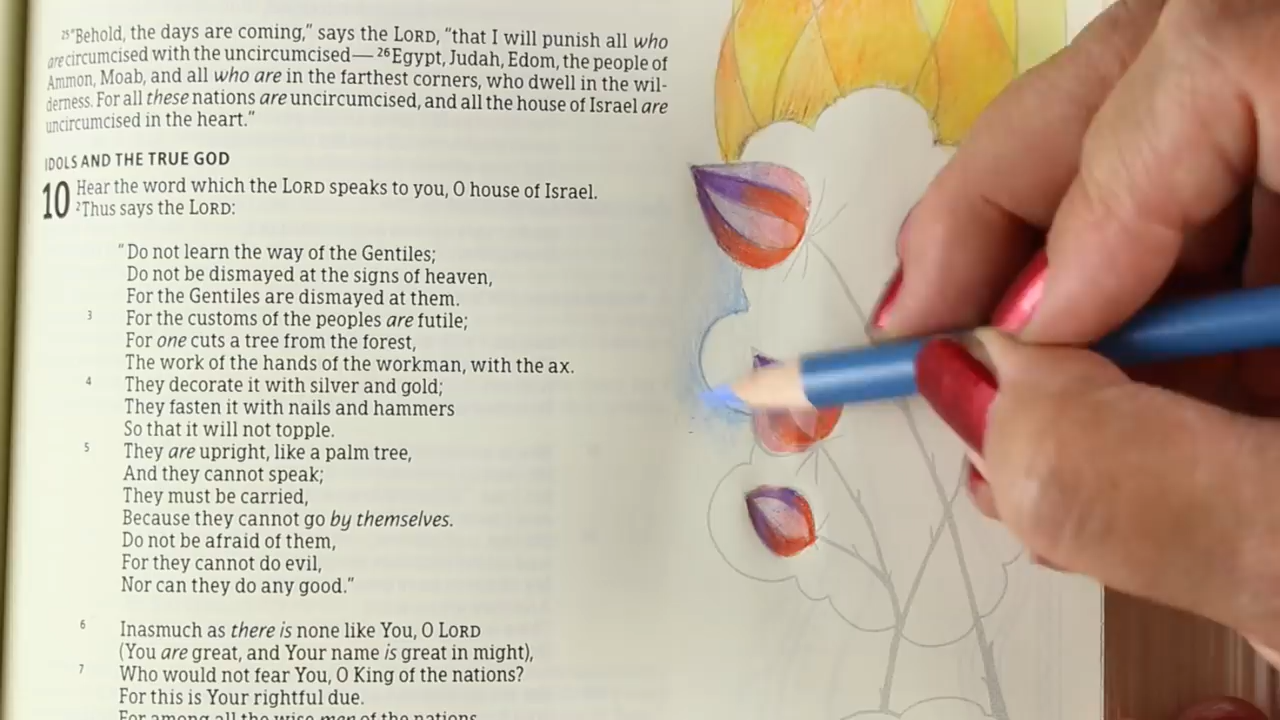 25“Behold, the days are coming,” says the LORD, “that I will punish all who
are circumcised with the uncircumcised— 26Egypt, Judah, Edom, the people of
Ammon, Moab, and all who are in the farthest corners, who dwell in the wil-
derness. For all these nations are uncircumcised, and all the house of Israel are
uncircumcised in the heart.”
IDOLS AND THE TRUE GOD
10 Hear the word which the LORD speaks to you, O house of Israel.
2Thus says the LORD:
“Do not learn the way of the Gentiles;
Do not be dismayed at the signs of heaven,
For the Gentiles are dismayed at them.
3 For the customs of the peoples are futile;
For one cuts a tree from the forest,
The work of the hands of the workman, with the ax.
4 They decorate it with silver and gold;
They fasten it with nails and hammers
So that it will not topple.
5 They are upright, like a palm tree,
And they cannot speak;
They must be carried,
Because they cannot go by themselves.
Do not be afraid of them,
For they cannot do evil,
Nor can they do any good.”
6 Inasmuch as there is none like You, O LORD
(You are great, and Your name is great in might),
7 Who would not fear You, O King of the nations?
For this is Your rightful due.
For among all the wise men of the nations